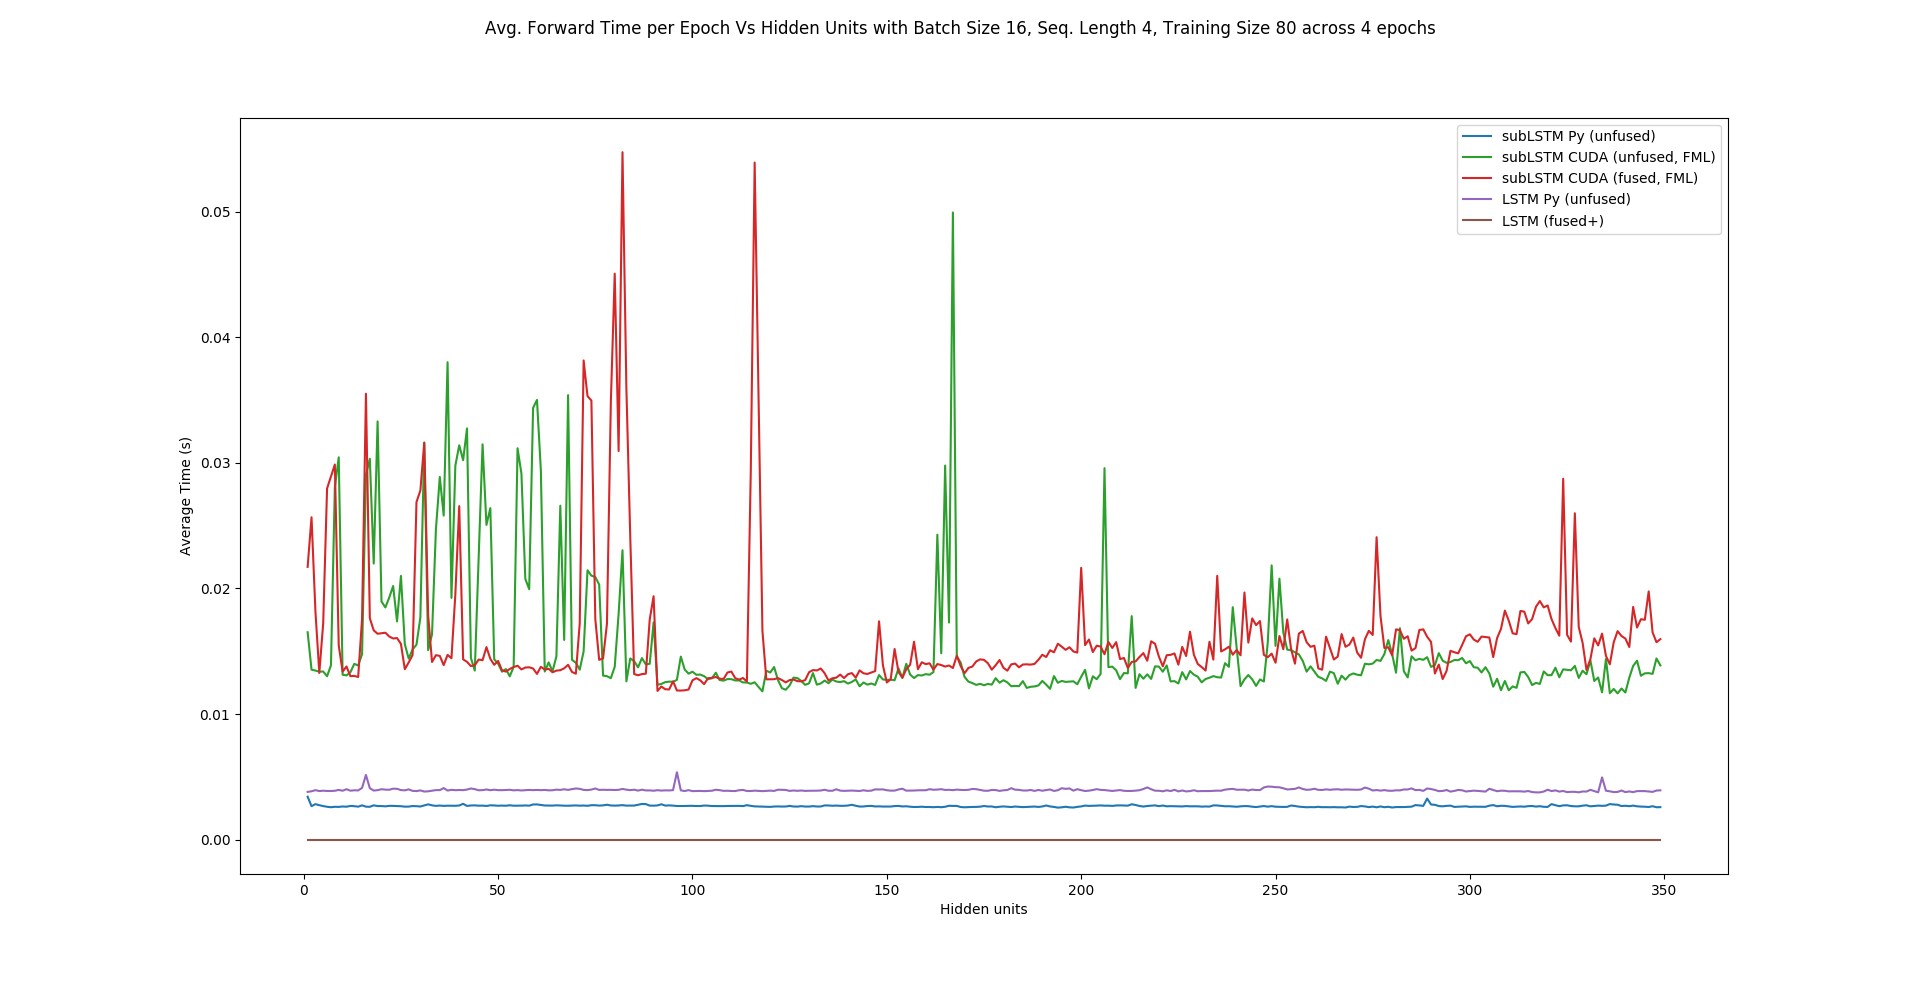 Avg. Forward Time per Epoch Vs Hidden Units with Batch Size 16, Seq. Length 4, Training Size 80 across 4 epochs
subLSTM Py (unfused)
subLSTM CUDA (unfused, FML)
subLSTM CUDA (fused, FML)
LSTM Py (unfused)
LSTM (fused+)
Average Time (s)
0.05
0.04
0.03
0.02
0.01
0.00
0 50 100 150 200 250 300 350
Hidden units